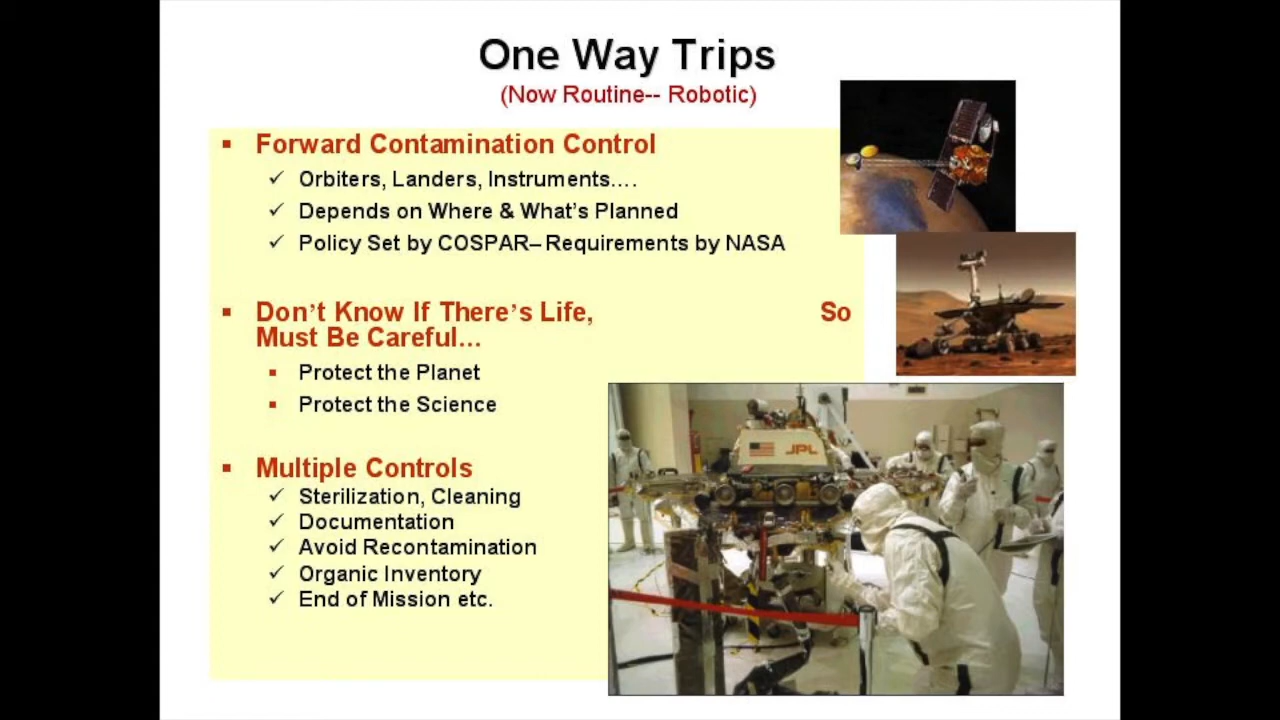 One Way Trips
(Now Routine-- Robotic)
▪ Forward Contamination Control
✓ Orbiters, Landers, Instruments….
✓ Depends on Where & What’s Planned
✓ Policy Set by COSPAR– Requirements by NASA
▪ Don’t Know If There’s Life, So
Must Be Careful…
▪ Protect the Planet
▪ Protect the Science
▪ Multiple Controls
✓ Sterilization, Cleaning
✓ Documentation
✓ Avoid Recontamination
✓ Organic Inventory
✓ End of Mission etc.
JPL